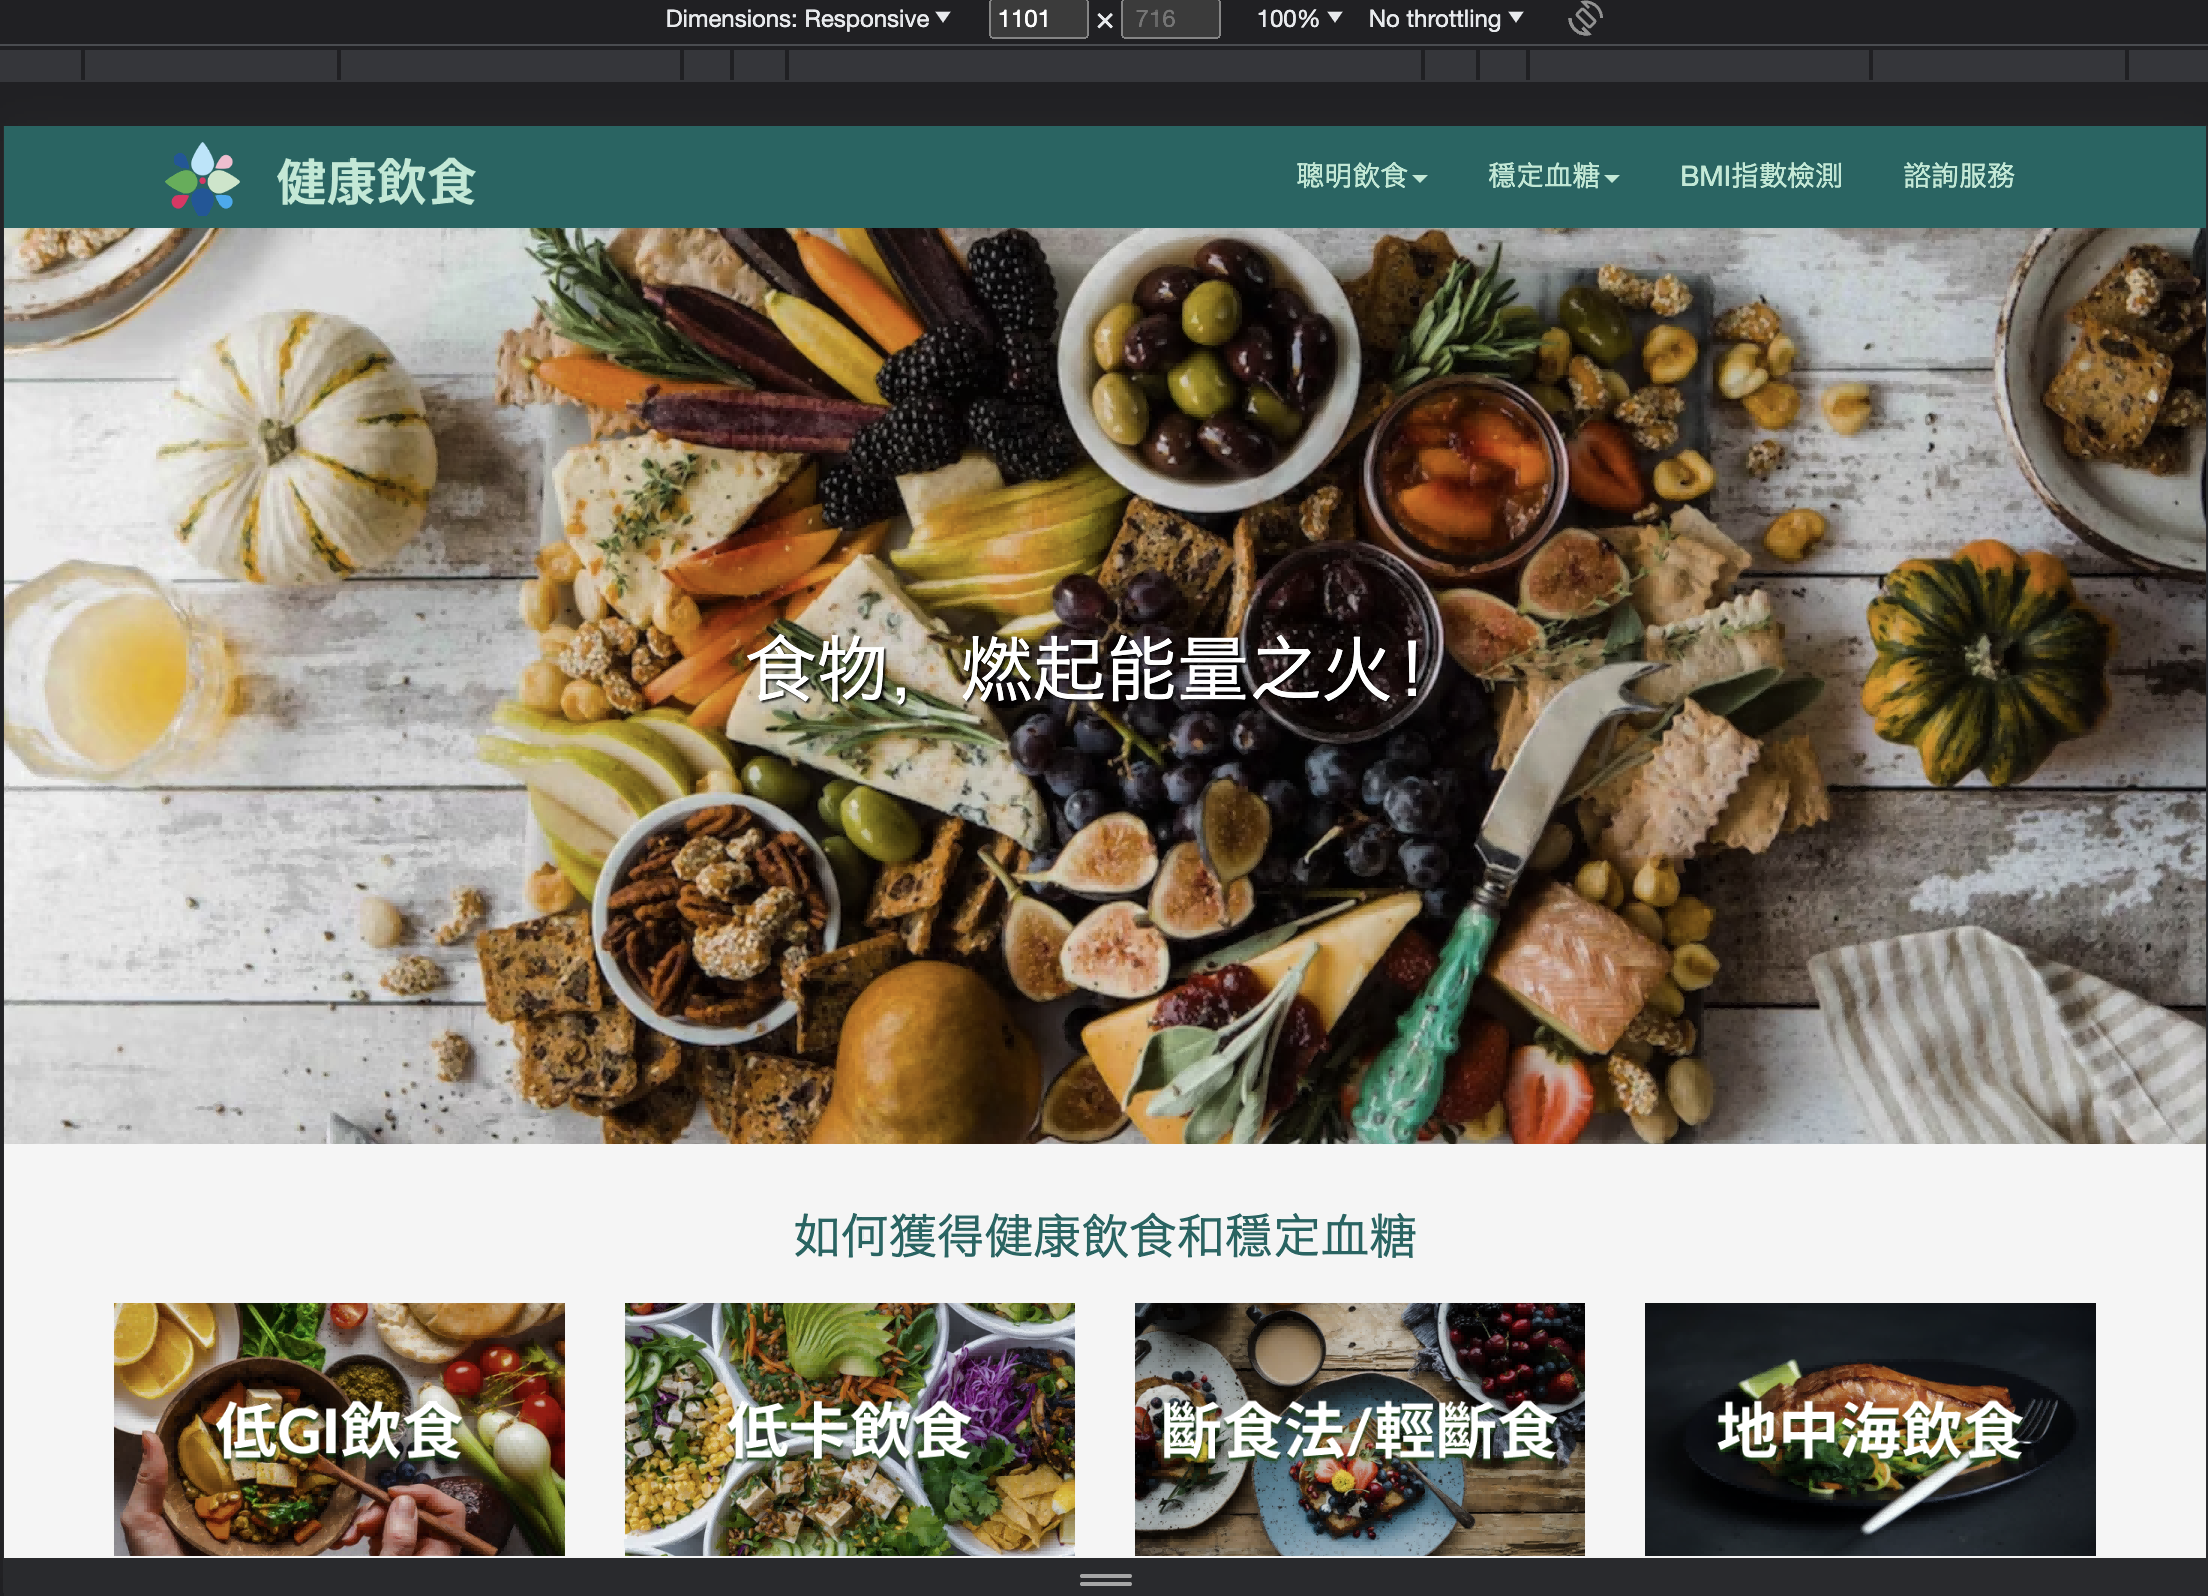 Dimensions: Responsive 1101 × 716 100% No throttling
健康飲食 聰明飲食 穩定血糖 BMI指數檢測 諮詢服務
食物，燃起能量之火！
如何獲得健康飲食和穩定血糖
低GI飲食 低卡飲食 斷食法/輕斷食 地中海飲食